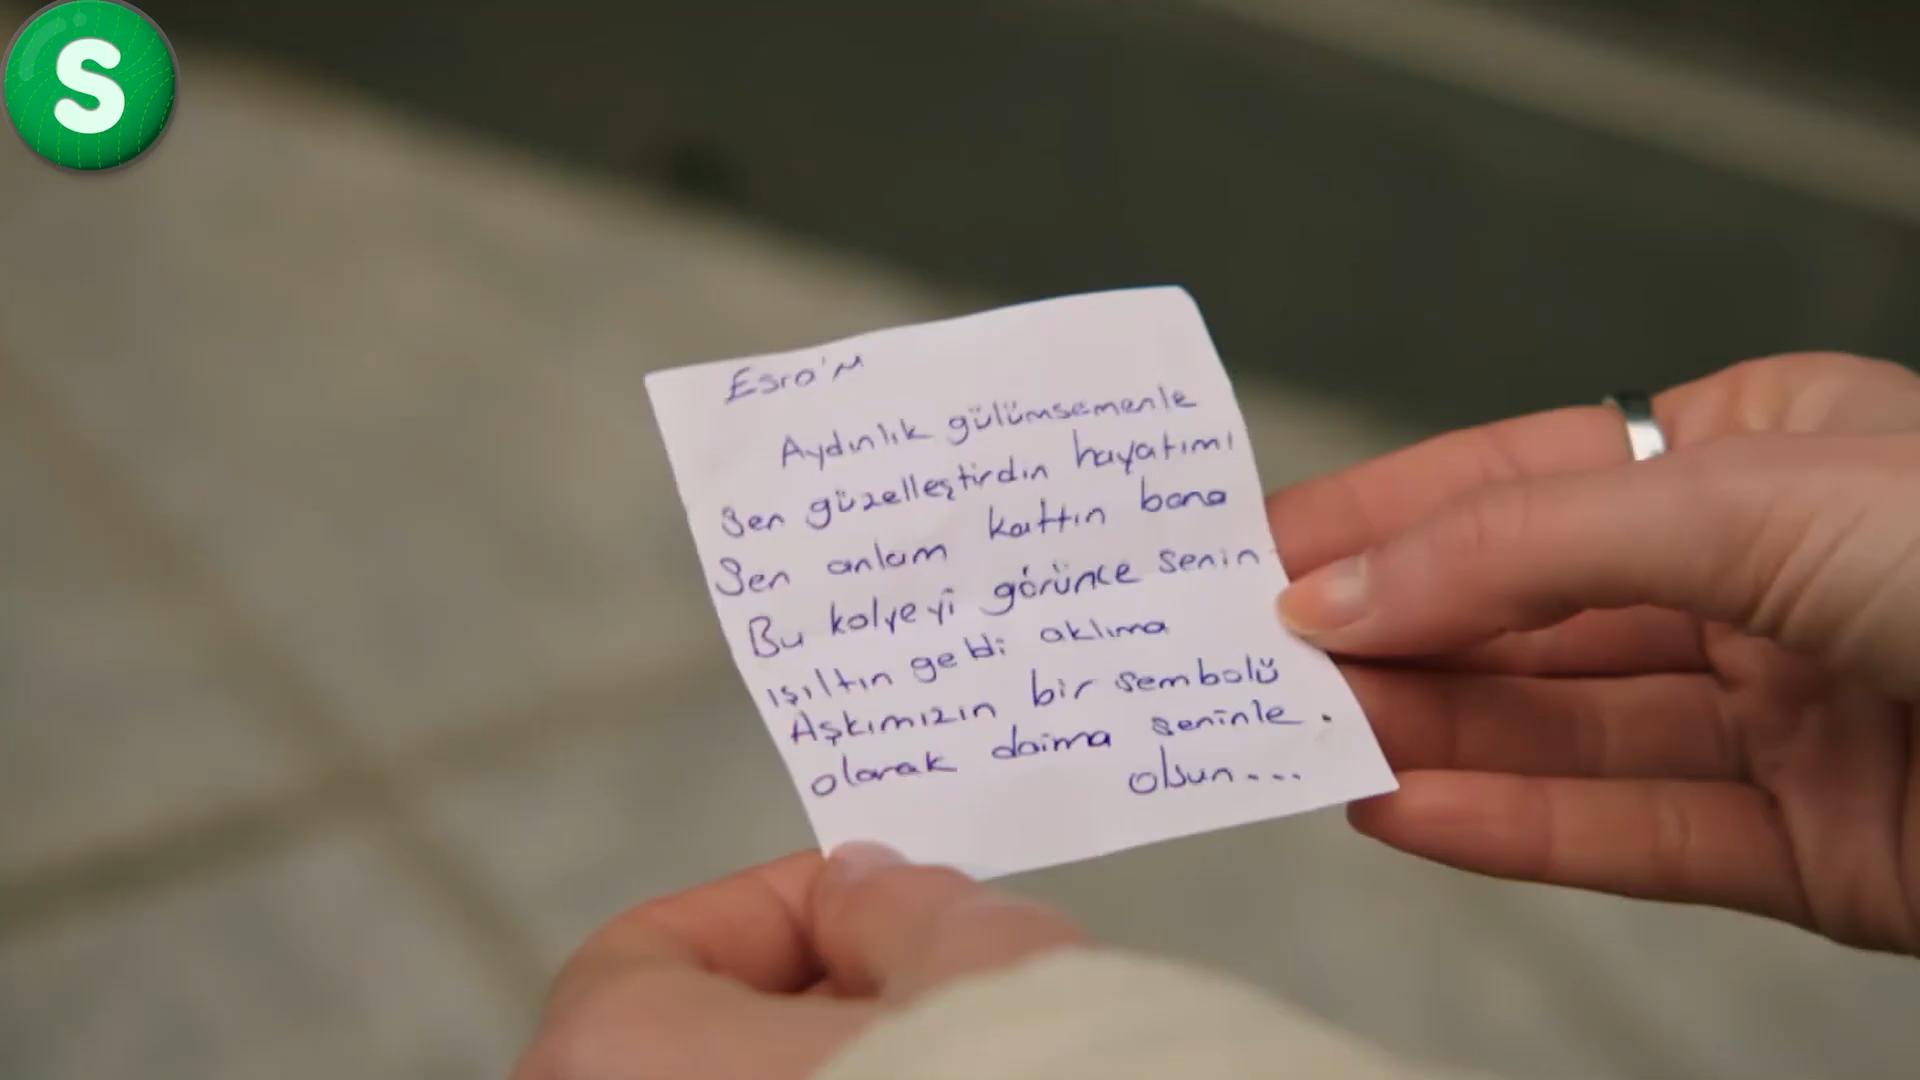 S
Esra'm
Aydınlık gülümsemenle
Sen güzelleştirdin hayatımı
Sen anlam kattın bana
Bu kolyeyi görünce senin
ışıltın geldi aklıma
Aşkımızın bir sembolü
olarak daima seninle.
olsun...